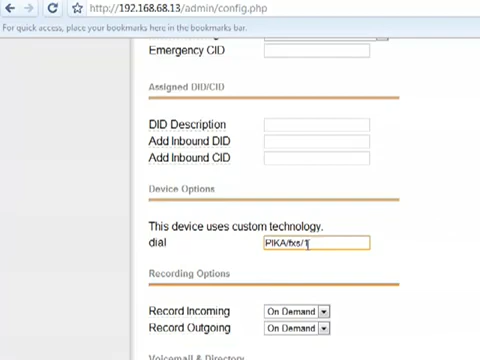 http://192.168.68.13/admin/config.php
For quick access, place your bookmarks here in the bookmarks bar.
Emergency CID
Assigned DID/CID
DID Description
Add Inbound DID
Add Inbound CID
Device Options
This device uses custom technology.
dial PIKA/fxs/1
Recording Options
Record Incoming On Demand
Record Outgoing On Demand
Voicemail & Directory